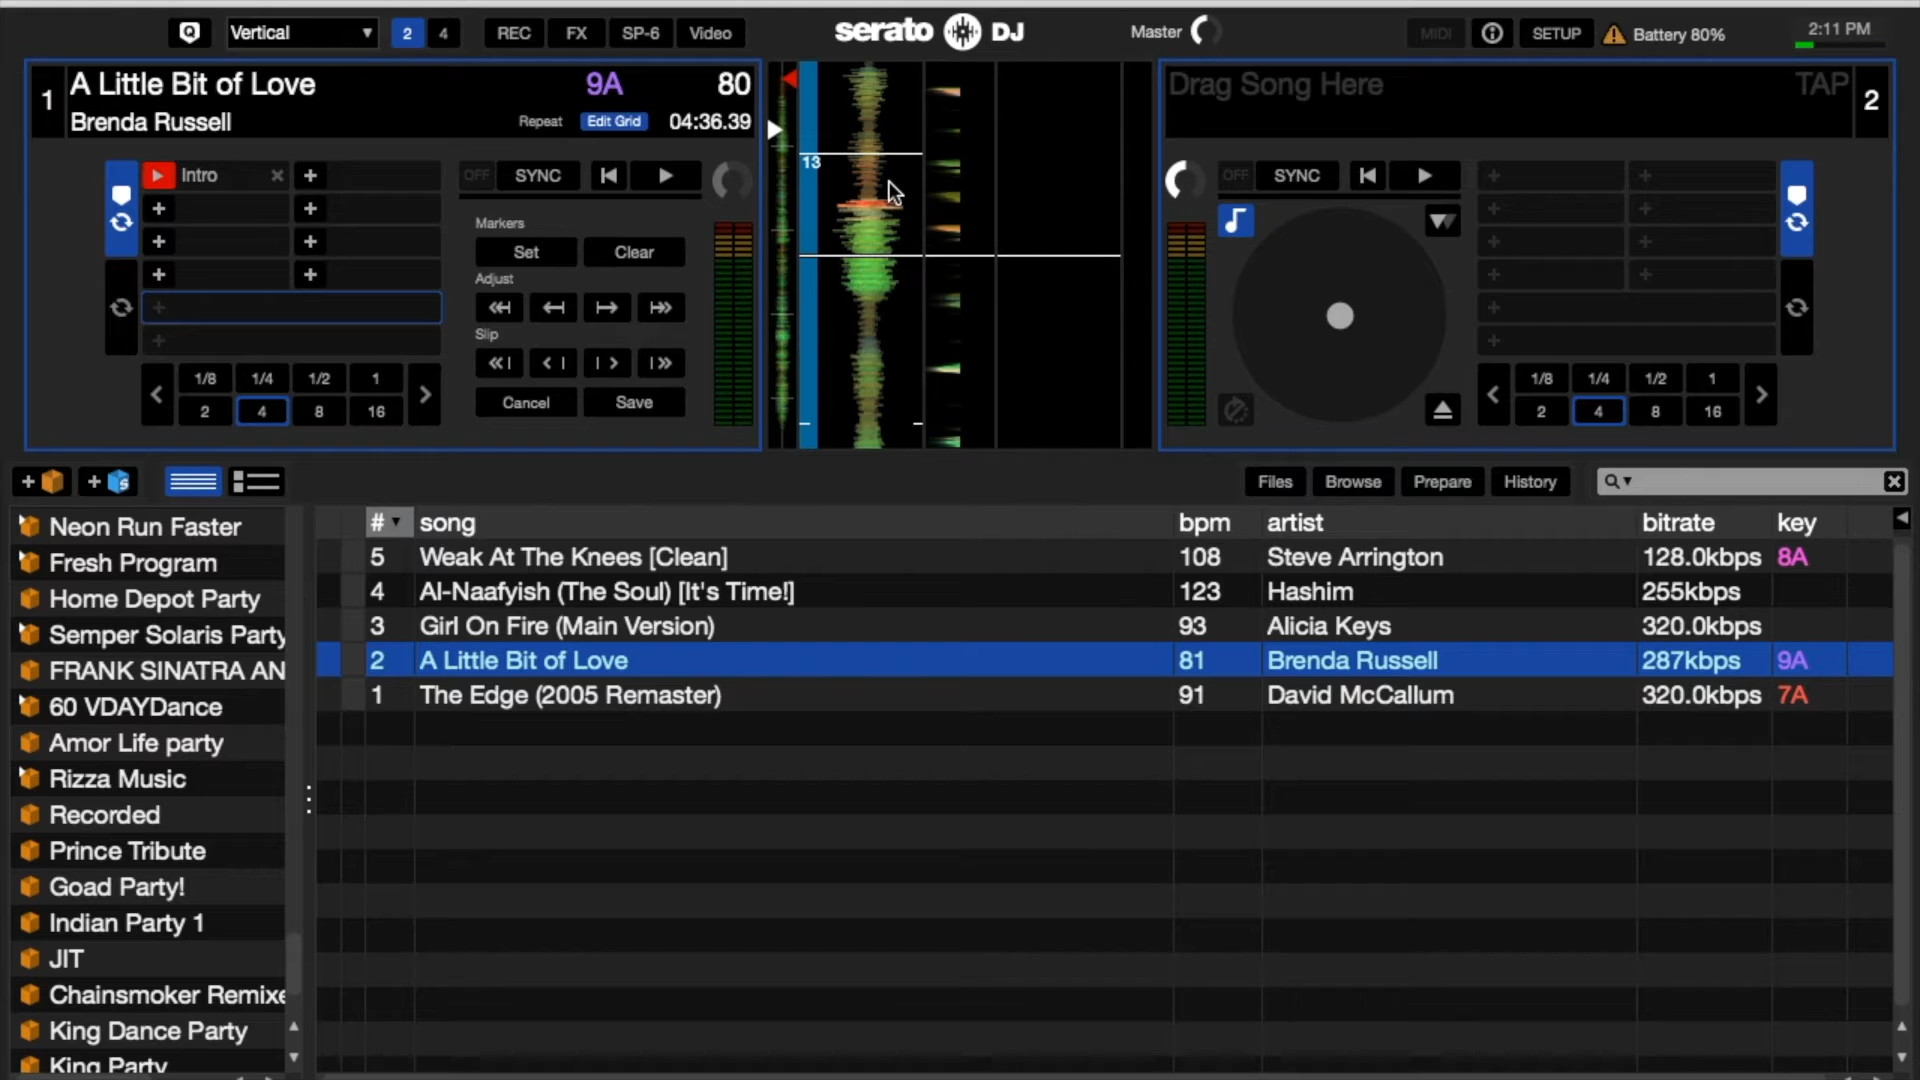 Vertical 2 4 REC FX SP-6 Video serato DJ Master MIDI SETUP Battery 80% 2:11 PM
1 A Little Bit of Love 9A 80
Brenda Russell Repeat Edit Grid 04:36.39
Drag Song Here TAP 2
Intro
OFF SYNC
Markers
Set Clear
Adjust
Slip
Cancel Save
1/8 1/4 1/2 1
2 4 8 16
13
OFF SYNC
1/8 1/4 1/2 1
2 4 8 16
Files Browse Prepare History
Neon Run Faster
Fresh Program
Home Depot Party
Semper Solaris Party
FRANK SINATRA AN
60 VDAYDance
Amor Life party
Rizza Music
Recorded
Prince Tribute
Goad Party!
Indian Party 1
JIT
Chainsmoker Remixe
King Dance Party
King Party
# song bpm artist bitrate key
5 Weak At The Knees [Clean] 108 Steve Arrington 128.0kbps 8A
4 Al-Naafyish (The Soul) [It's Time!] 123 Hashim 255kbps
3 Girl On Fire (Main Version) 93 Alicia Keys 320.0kbps
2 A Little Bit of Love 81 Brenda Russell 287kbps 9A
1 The Edge (2005 Remaster) 91 David McCallum 320.0kbps 7A